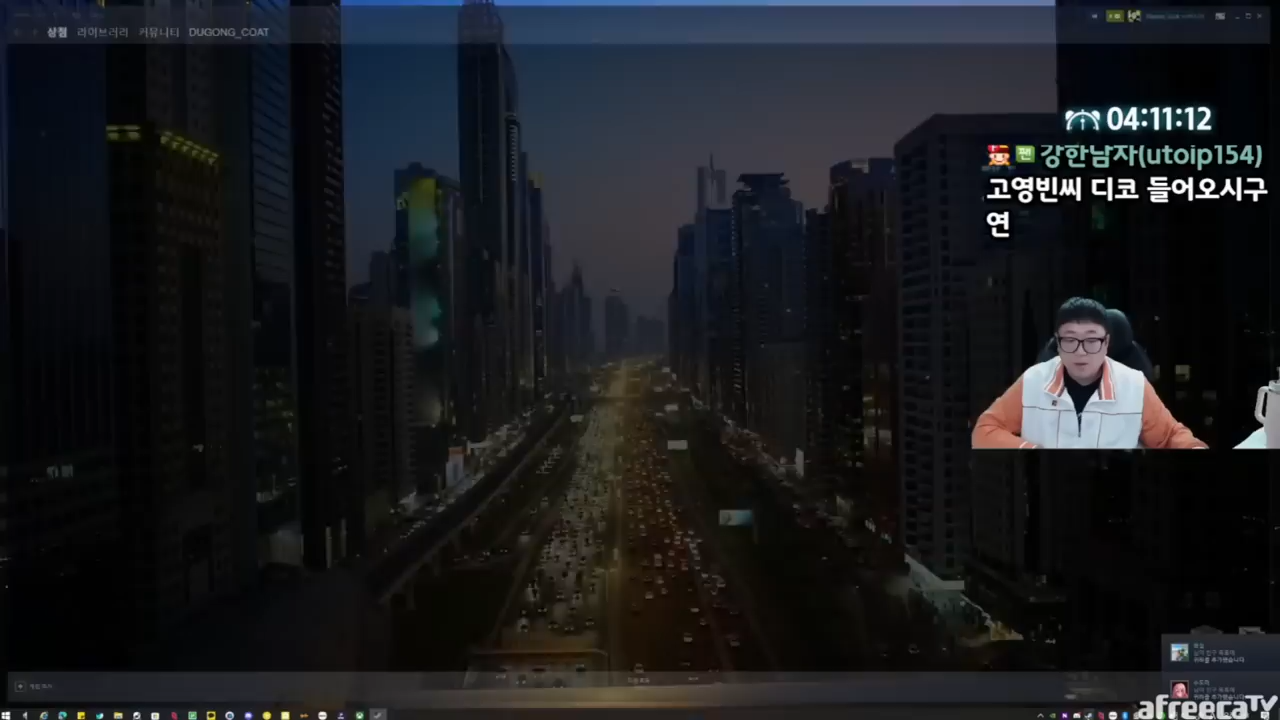 상점 라이브러리 커뮤니티 DUGONG_COAT
04:11:12
팬 강한남자(utoip154)
고영빈씨 디코 들어오시구
연
afreecaTV